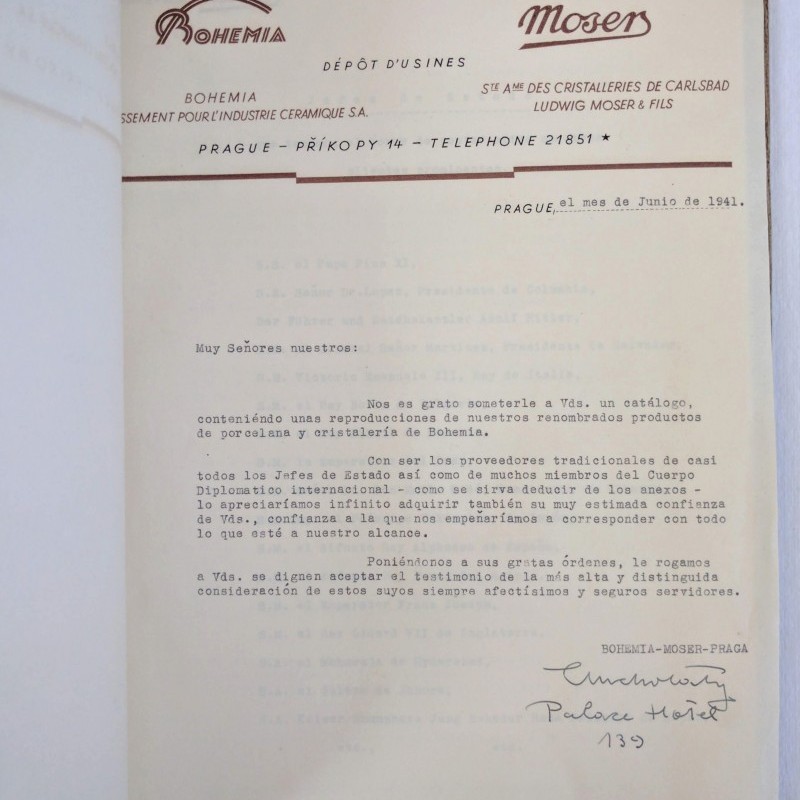 BOHEMIA
Moser
DÉPÔT D'USINES
BOHEMIA
SSEMENT POUR L'INDUSTRIE CERAMIQUE S.A.
STE AME DES CRISTALLERIES DE CARLSBAD
LUDWIG MOSER & FILS
PRAGUE – PŘÍKOPY 14 – TELEPHONE 21851 ★
PRAGUE, el mes de Junio de 1941.
Muy Señores nuestros:
Nos es grato someterle a Vds. un catálogo,
conteniéndo unas reproducciones de nuestros renombrados productos
de porcelana y cristalería de Bohemia.
Con ser los proveedores tradicionales de casi
todos los Jefes de Estado así como de muchos miembros del Cuerpo
Diplomatico internacional - como se sirva deducir de los anexos -
lo apreciaríamos infinito adquirir también su muy estimada confianza
de Vds., confianza a la que nos empeñaríamos a corresponder con todo
lo que esté a nuestro alcance.
Poniéndonos a sus gratas órdenes, le rogamos
a Vds. se dignen aceptar el testimonio de la más alta y distinguida
consideración de estos suyos siempre afectísimos y seguros servidores.
BOHEMIA-MOSER-PRAGA
Palace Hotel
139